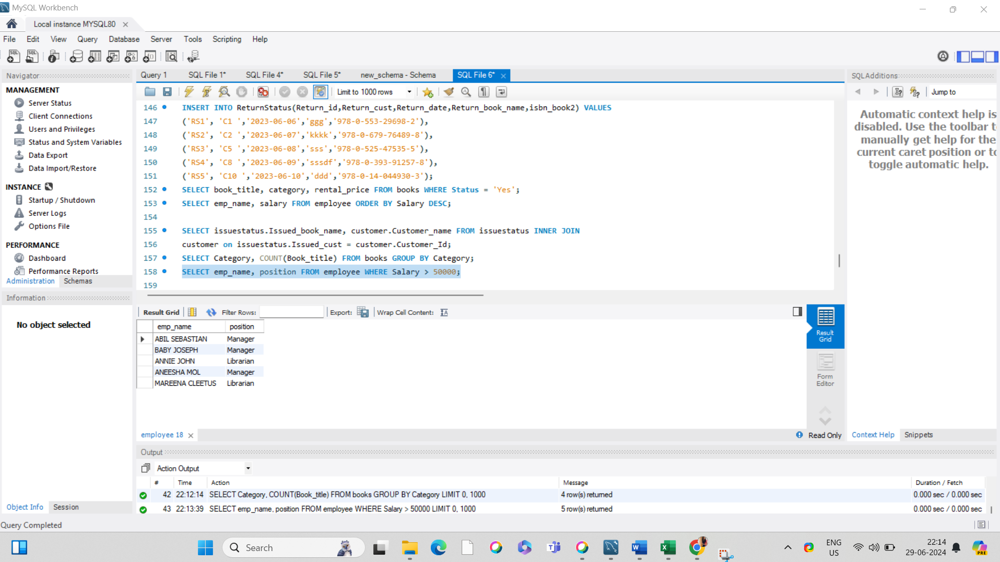 MySQL Workbench
Local instance MYSQL80
File Edit View Query Database Server Tools Scripting Help
Navigator
MANAGEMENT
Server Status
Client Connections
Users and Privileges
Status and System Variables
Data Export
Data Import/Restore
INSTANCE
Startup / Shutdown
Server Logs
Options File
PERFORMANCE
Dashboard
Performance Reports
Administration Schemas
Information
No object selected
Object Info Session
Query 1 SQL File 1* SQL File 4* SQL File 5* new_schema - Schema SQL File 6*
Limit to 1000 rows
146 INSERT INTO ReturnStatus(Return_id,Return_cust,Return_date,Return_book_name,isbn_book2) VALUES
147 ('RS1', 'C1 ','2023-06-06','ggg','978-0-553-29698-2'),
148 ('RS2', 'C2 ','2023-06-07','kkkk','978-0-679-76489-8'),
149 ('RS3', 'C5 ','2023-06-08','sss','978-0-525-47535-5'),
150 ('RS4', 'C8 ','2023-06-09','sssdf','978-0-393-91257-8'),
151 ('RS5', 'C10 ','2023-06-10','ddd','978-0-14-044930-3');
152 SELECT book_title, category, rental_price FROM books WHERE Status = 'Yes';
153 SELECT emp_name, salary FROM employee ORDER BY Salary DESC;
154
155 SELECT issuestatus.Issued_book_name, customer.Customer_name FROM issuestatus INNER JOIN
156 customer on issuestatus.Issued_cust = customer.Customer_Id;
157 SELECT Category, COUNT(Book_title) FROM books GROUP BY Category;
158 SELECT emp_name, position FROM employee WHERE Salary > 50000;
159
Result Grid Filter Rows: Export: Wrap Cell Content:
emp_name position
ABIL SEBASTIAN Manager
BABY JOSEPH Manager
ANNIE JOHN Librarian
ANEESHA MOL Manager
MAREENA CLEETUS Librarian
Result
Grid
Form
Editor
employee 18
Read Only
SQLAdditions
Jump to
Automatic context help is
disabled. Use the toolbar t
manually get help for the
current caret position or to
toggle automatic help.
Context Help Snippets
Output
Action Output
# Time Action Message Duration / Fetch
42 22:12:14 SELECT Category, COUNT(Book_title) FROM books GROUP BY Category LIMIT 0, 1000 4 row(s) returned 0.000 sec / 0.000 sec
43 22:13:39 SELECT emp_name, position FROM employee WHERE Salary > 50000 LIMIT 0, 1000 5 row(s) returned 0.000 sec / 0.000 sec
Query Completed
Search
ENG
US
22:14
29-06-2024
PRE